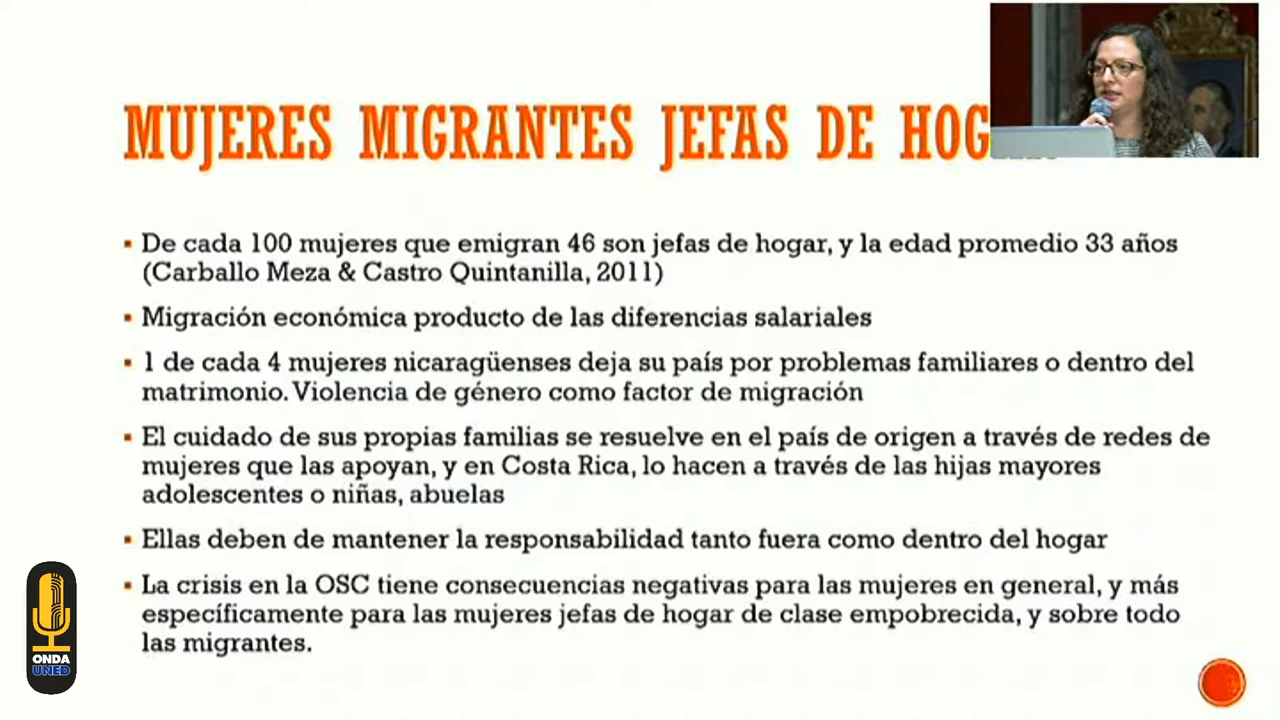 MUJERES MIGRANTES JEFAS DE HOG
▪ De cada 100 mujeres que emigran 46 son jefas de hogar, y la edad promedio 33 años
(Carballo Meza & Castro Quintanilla, 2011)
▪ Migración económica producto de las diferencias salariales
▪ 1 de cada 4 mujeres nicaragüenses deja su país por problemas familiares o dentro del
matrimonio. Violencia de género como factor de migración
▪ El cuidado de sus propias familias se resuelve en el país de origen a través de redes de
mujeres que las apoyan, y en Costa Rica, lo hacen a través de las hijas mayores
adolescentes o niñas, abuelas
▪ Ellas deben de mantener la responsabilidad tanto fuera como dentro del hogar
▪ La crisis en la OSC tiene consecuencias negativas para las mujeres en general, y más
específicamente para las mujeres jefas de hogar de clase empobrecida, y sobre todo
las migrantes.
ONDA
UNED